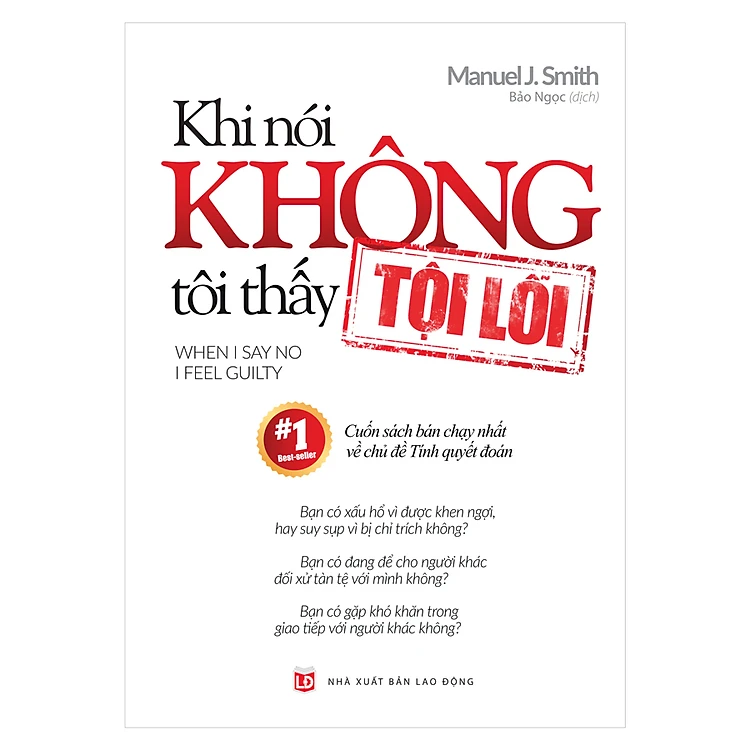 Manuel J. Smith
Bảo Ngọc (dịch)
Khi nói
KHÔNG
tôi thấy
TỘI LỖI
WHEN I SAY NO
I FEEL GUILTY
#1
Best-seller
Cuốn sách bán chạy nhất
về chủ đề Tính quyết đoán
Bạn có xấu hổ vì được khen ngợi,
hay suy sụp vì bị chỉ trích không?
Bạn có đang để cho người khác
đối xử tàn tệ với mình không?
Bạn có gặp khó khăn trong
giao tiếp với người khác không?
LĐ
NHÀ XUẤT BẢN LAO ĐỘNG